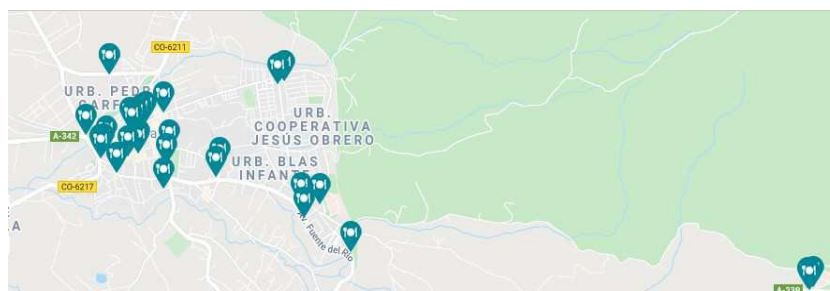 CO-6211
URB. PEDR
GARF
A-342
URB.
COOPERATIVA
JESÚS OBRERO
URB. BLAS
INFANTE
CO-6217
Av. Fuente del Río
A-339